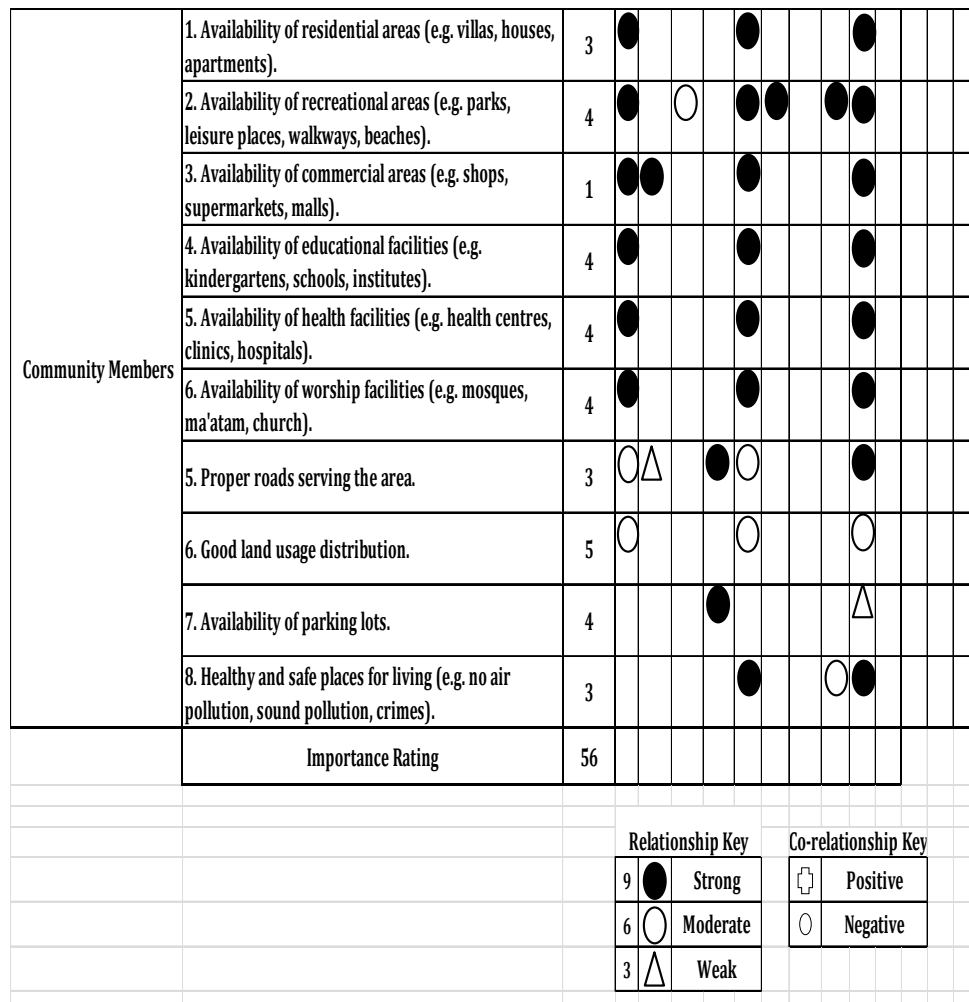 1. Availability of residential areas (e.g. villas, houses,
apartments).
3
2. Availability of recreational areas (e.g. parks,
leisure places, walkways, beaches).
4
3. Availability of commercial areas (e.g. shops,
supermarkets, malls).
1
4. Availability of educational facilities (e.g.
kindergartens, schools, institutes).
4
5. Availability of health facilities (e.g. health centres,
clinics, hospitals).
4
Community Members
6. Availability of worship facilities (e.g. mosques,
ma'atam, church).
4
5. Proper roads serving the area.
3
6. Good land usage distribution.
5
7. Availability of parking lots.
4
8. Healthy and safe places for living (e.g. no air
pollution, sound pollution, crimes).
3
Importance Rating
56
Relationship Key
9 Strong
6 Moderate
3 Weak
Co-relationship Key
Positive
Negative